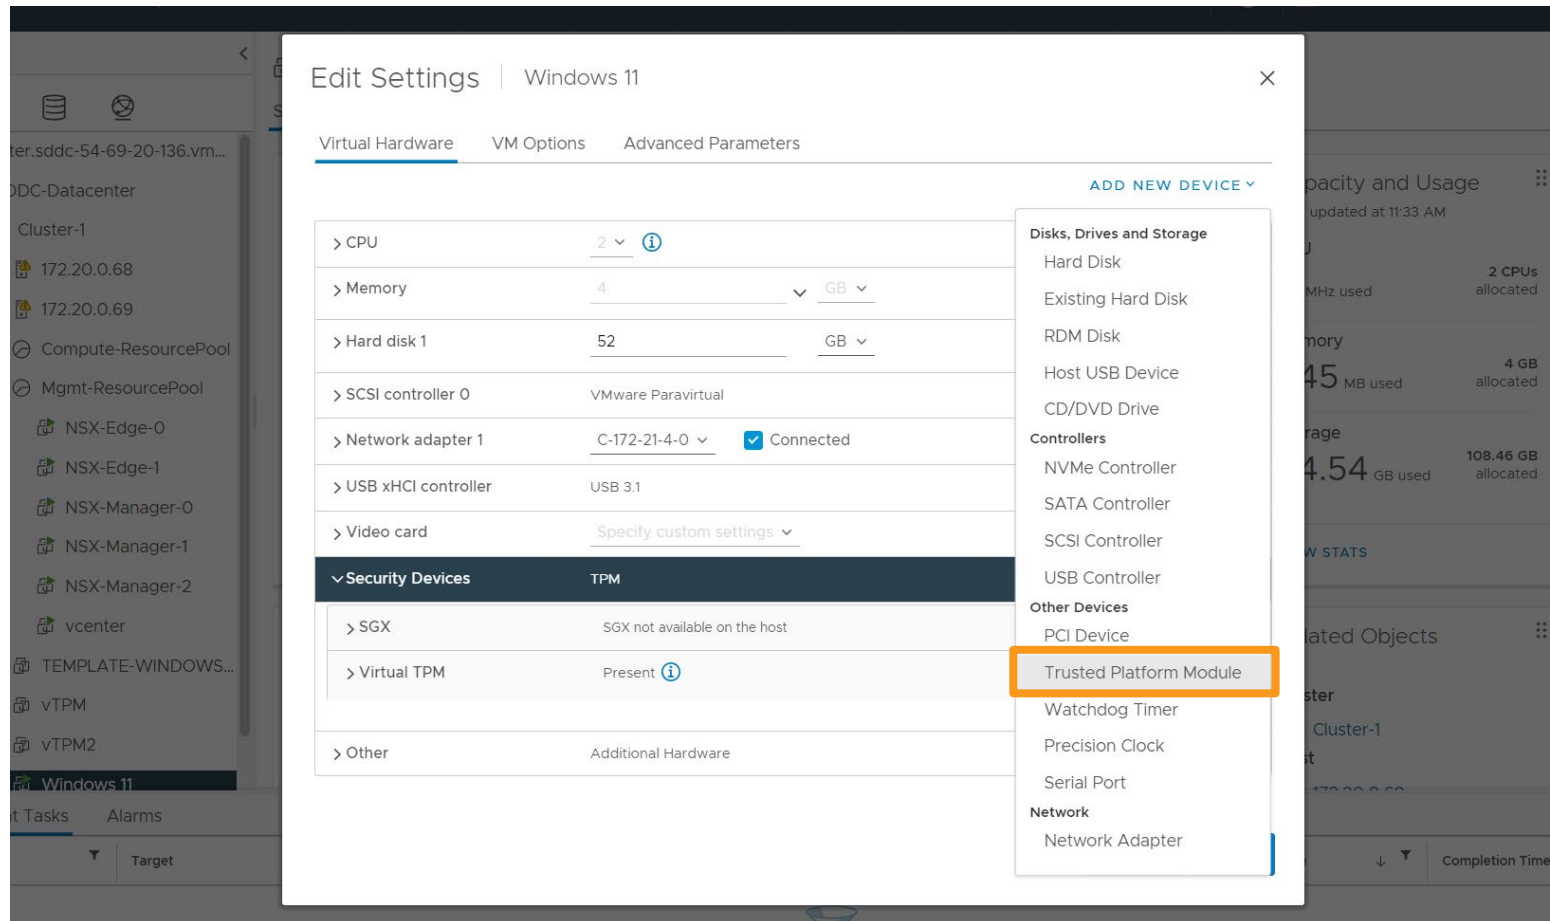 Edit Settings | Windows 11
Virtual Hardware VM Options Advanced Parameters
ADD NEW DEVICE
CPU 2
Memory 4 GB
Hard disk 1 52 GB
SCSI controller 0 VMware Paravirtual
Network adapter 1 C-172-21-4-0 Connected
USB xHCI controller USB 3.1
Video card Specify custom settings
Security Devices TPM
SGX SGX not available on the host
Virtual TPM Present
Other Additional Hardware
Disks, Drives and Storage
Hard Disk
Existing Hard Disk
RDM Disk
Host USB Device
CD/DVD Drive
Controllers
NVMe Controller
SATA Controller
SCSI Controller
USB Controller
Other Devices
PCI Device
Trusted Platform Module
Watchdog Timer
Precision Clock
Serial Port
Network
Network Adapter
ter.sddc-54-69-20-136.vm...
DDC-Datacenter
Cluster-1
172.20.0.68
172.20.0.69
Compute-ResourcePool
Mgmt-ResourcePool
NSX-Edge-0
NSX-Edge-1
NSX-Manager-0
NSX-Manager-1
NSX-Manager-2
vcenter
TEMPLATE-WINDOWS...
vTPM
vTPM2
Windows 11
t Tasks Alarms
Target
pacity and Usage
updated at 11:33 AM
2 CPUs
MHz used allocated
mory
4 GB
45 MB used allocated
rage
108.46 GB
4.54 GB used allocated
W STATS
lated Objects
ster
Cluster-1
st
Completion Time